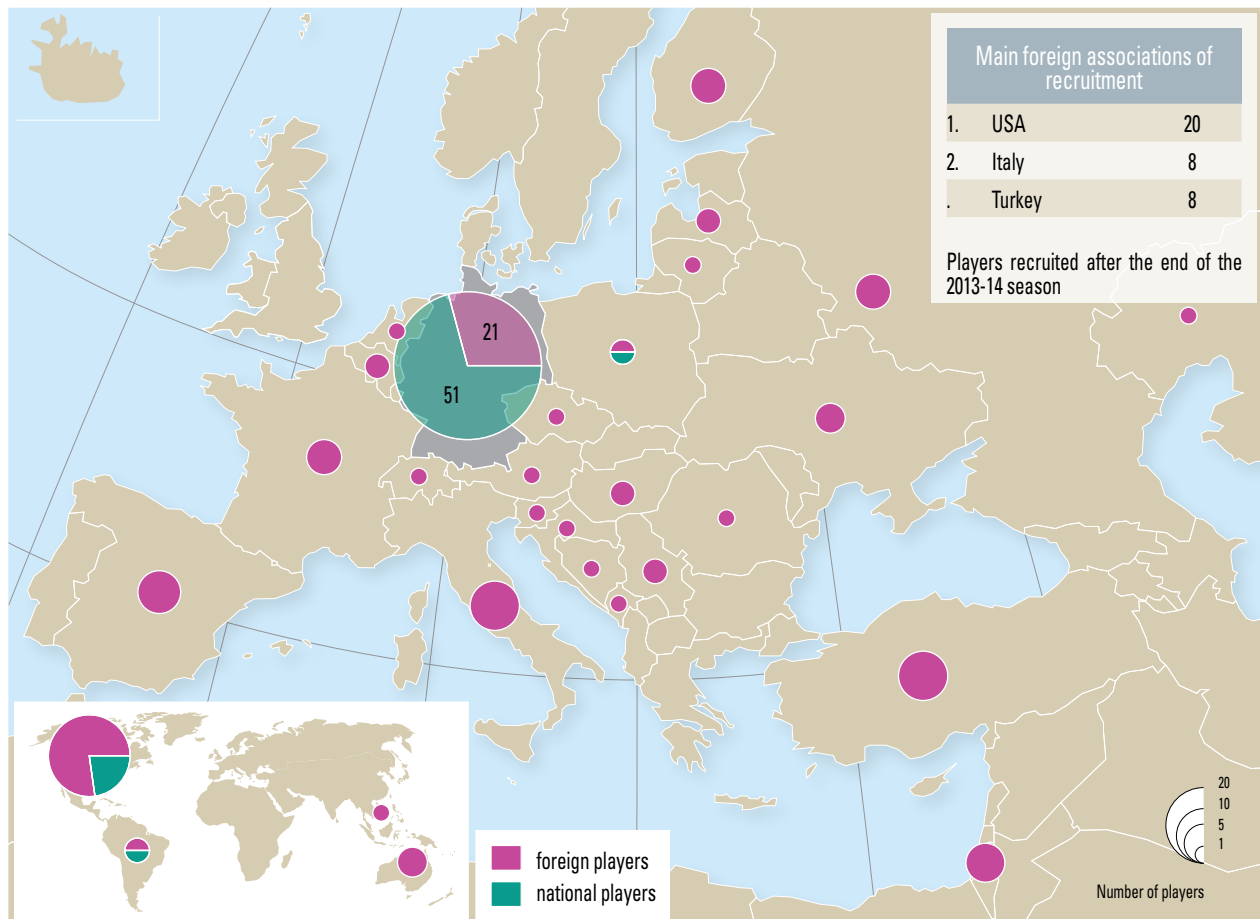 Main foreign associations of
recruitment
1. USA 20
2. Italy 8
. Turkey 8
Players recruited after the end of the
2013-14 season
21
51
foreign players
national players
20
10
5
1
Number of players